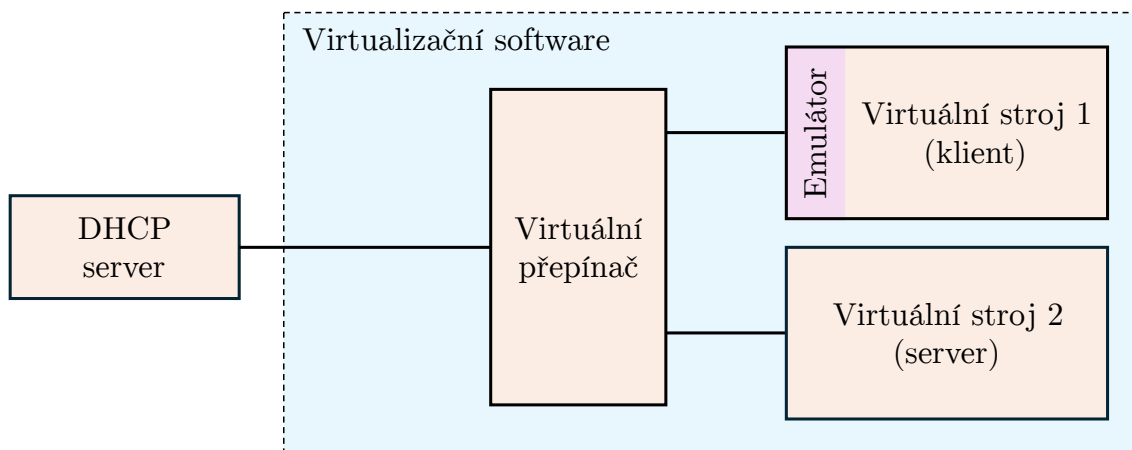 Virtualizační software
DHCP
server
Virtuální
přepínač
Emulátor
Virtuální stroj 1
(klient)
Virtuální stroj 2
(server)